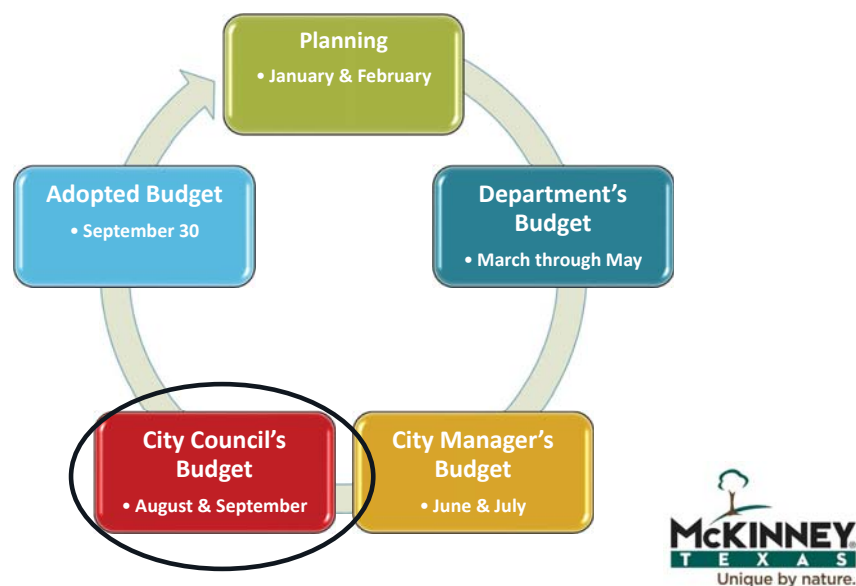 Planning
• January & February
Department's
Budget
• March through May
City Manager's
Budget
• June & July
City Council's
Budget
• August & September
Adopted Budget
• September 30
McKINNEY®
TEXAS
Unique by nature.